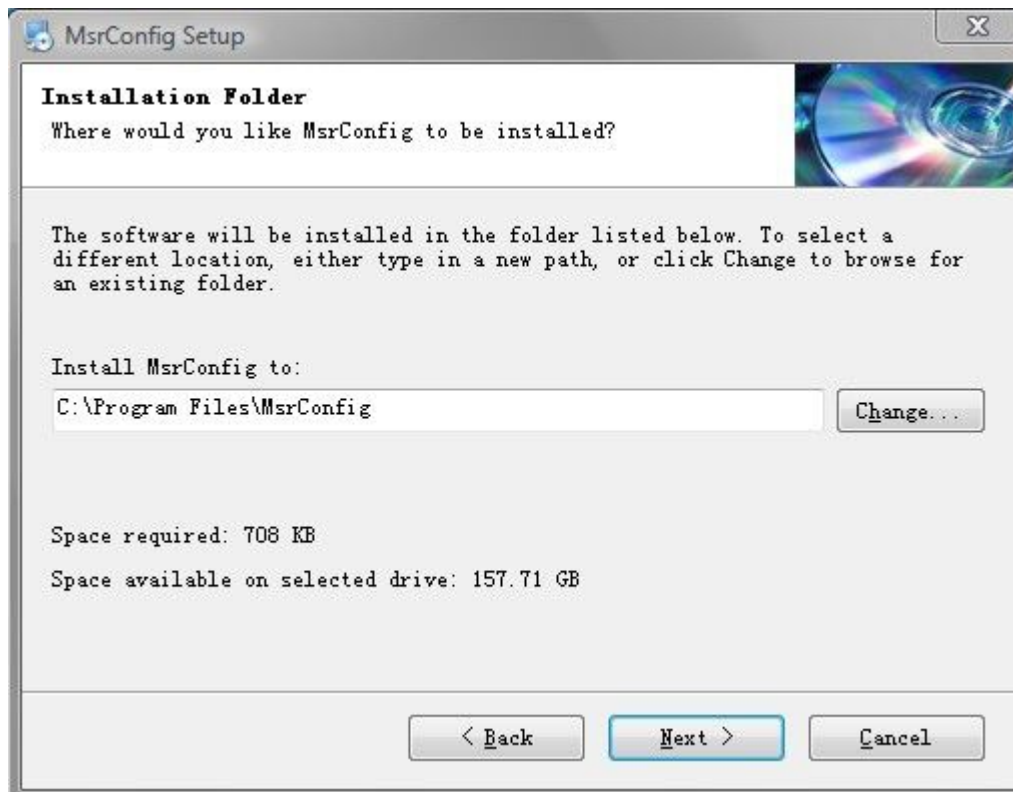 MsrConfig Setup
Installation Folder
Where would you like MsrConfig to be installed?
The software will be installed in the folder listed below. To select a
different location, either type in a new path, or click Change to browse for
an existing folder.
Install MsrConfig to:
C:\Program Files\MsrConfig
Change...
Space required: 708 KB
Space available on selected drive: 157.71 GB
< Back
Next >
Cancel